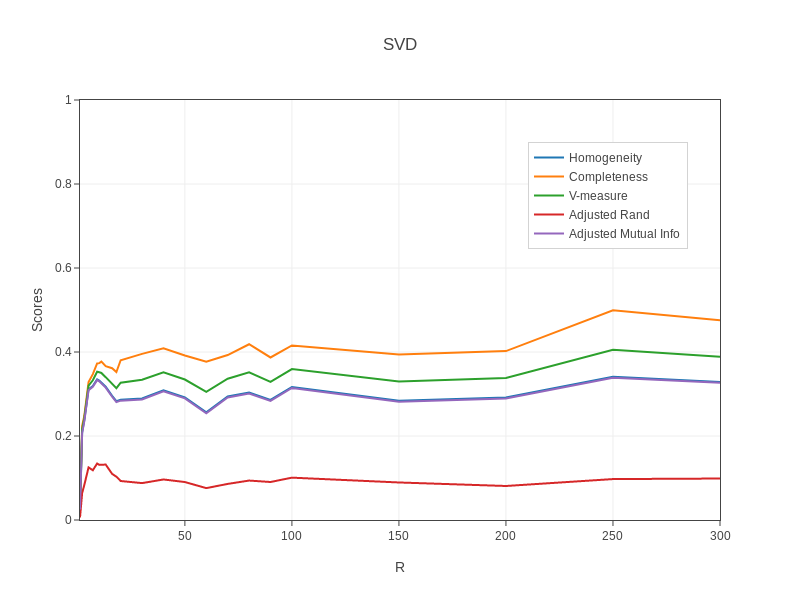 SVD
1
0.8
0.6
0.4
0.2
0
Scores
Homogeneity
Completeness
V-measure
Adjusted Rand
Adjusted Mutual Info
50 100 150 200 250 300
R